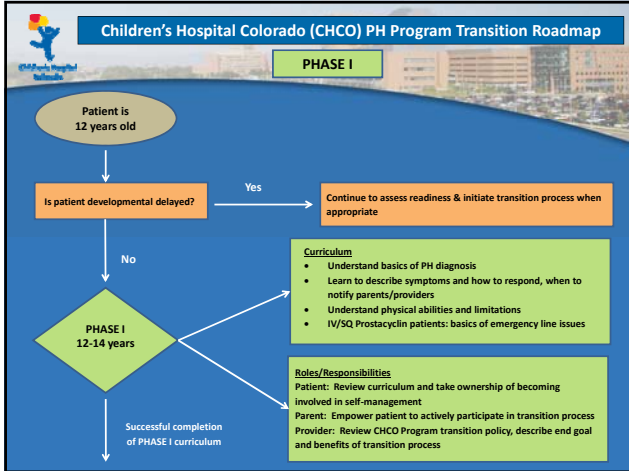 Children's Hospital Colorado (CHCO) PH Program Transition Roadmap
Children's Hospital
Colorado
PHASE I
Patient is
12 years old
Is patient developmental delayed?
Yes
Continue to assess readiness & initiate transition process when
appropriate
No
Curriculum
• Understand basics of PH diagnosis
• Learn to describe symptoms and how to respond, when to
notify parents/providers
• Understand physical abilities and limitations
• IV/SQ Prostacyclin patients: basics of emergency line issues
PHASE I
12-14 years
Roles/Responsibilities
Patient: Review curriculum and take ownership of becoming
involved in self-management
Parent: Empower patient to actively participate in transition process
Provider: Review CHCO Program transition policy, describe end goal
and benefits of transition process
Successful completion
of PHASE I curriculum